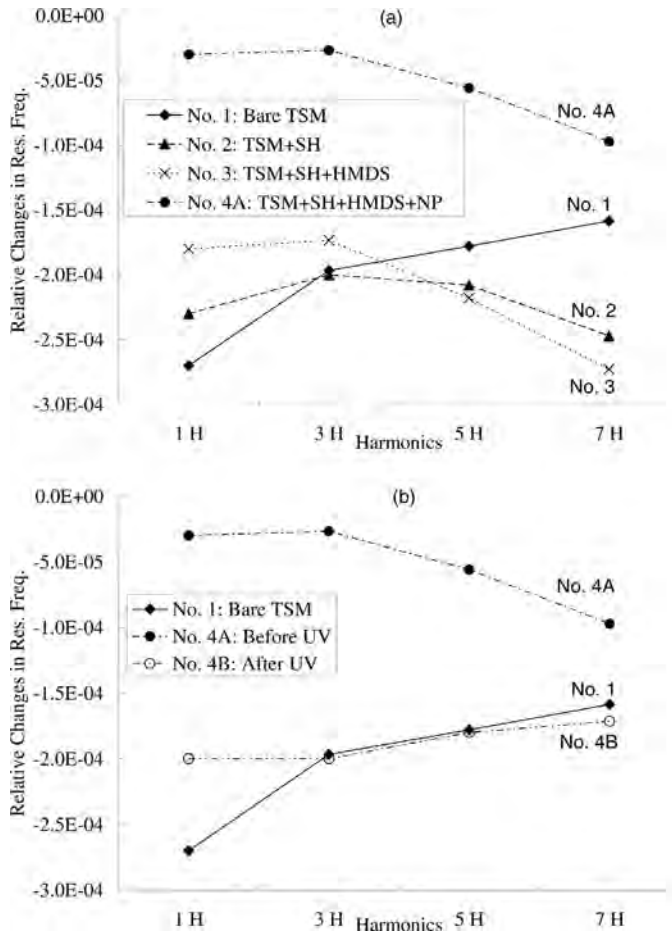 (a)
0.0E+00
-5.0E-05
-1.0E-04
-1.5E-04
-2.0E-04
-2.5E-04
-3.0E-04
Relative Changes in Res. Freq.
No. 1: Bare TSM
No. 2: TSM+SH
No. 3: TSM+SH+HMDS
No. 4A: TSM+SH+HMDS+NP
No. 4A
No. 1
No. 2
No. 3
1 H
3 H
5 H
7 H
Harmonics
(b)
0.0E+00
-5.0E-05
-1.0E-04
-1.5E-04
-2.0E-04
-2.5E-04
-3.0E-04
Relative Changes in Res. Freq.
No. 1: Bare TSM
No. 4A: Before UV
No. 4B: After UV
No. 4A
No. 1
No. 4B
1 H
3 H
5 H
7 H
Harmonics